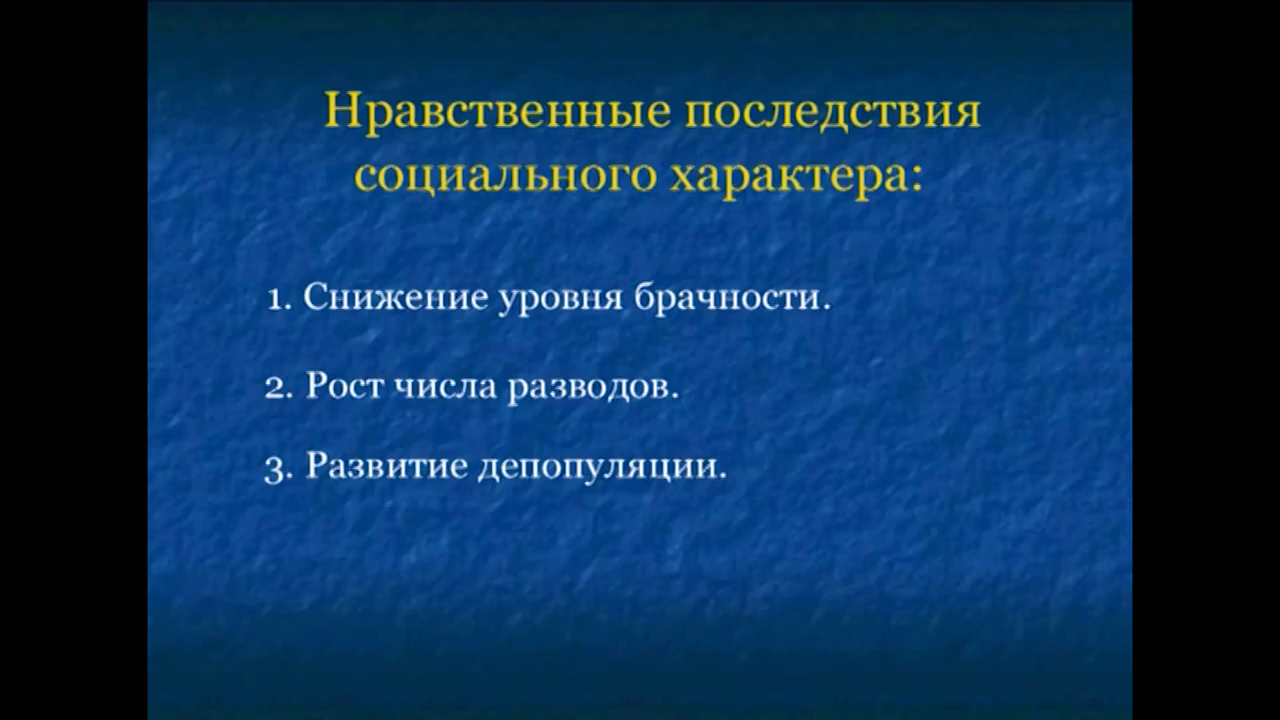 Нравственные последствия
социального характера:
1. Снижение уровня брачности.
2. Рост числа разводов.
3. Развитие депопуляции.